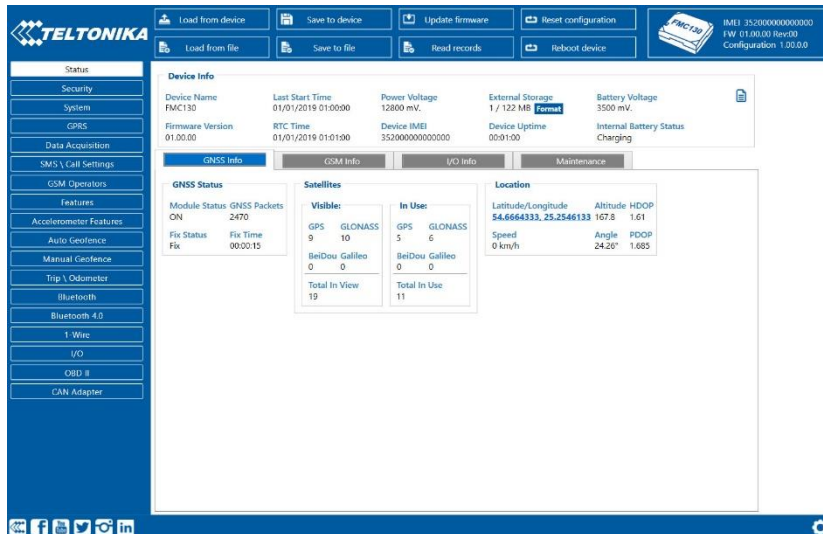 TELTONIKA
Load from device
Save to device
Update firmware
Reset configuration
Load from file
Save to file
Read records
Reboot device
FMC130
IMEI 352000000000000
FW 01.00.00 Rev:00
Configuration 1.00.0.0
Status
Security
System
GPRS
Data Acquisition
SMS \ Call Settings
GSM Operators
Features
Accelerometer Features
Auto Geofence
Manual Geofence
Trip \ Odometer
Bluetooth
Bluetooth 4.0
1-Wire
I/O
OBD II
CAN Adapter
Device Info
Device Name Last Start Time Power Voltage External Storage Battery Voltage
FMC130 01/01/2019 01:00:00 12800 mV. 1 / 122 MB Format 3500 mV.
Firmware Version RTC Time Device IMEI Device Uptime Internal Battery Status
01.00.00 01/01/2019 01:01:00 352000000000000 00:01:00 Charging
GNSS Info GSM Info I/O Info Maintenance
GNSS Status
Module Status GNSS Packets
ON 2470
Fix Status Fix Time
Fix 00:00:15
Satellites
Visible:
GPS GLONASS
9 10
BeiDou Galileo
0 0
Total In View
19
In Use:
GPS GLONASS
5 6
BeiDou Galileo
0 0
Total In Use
11
Location
Latitude/Longitude Altitude HDOP
54.6664333, 25.2546133 167.8 1.61
Speed Angle PDOP
0 km/h 24.26° 1.685